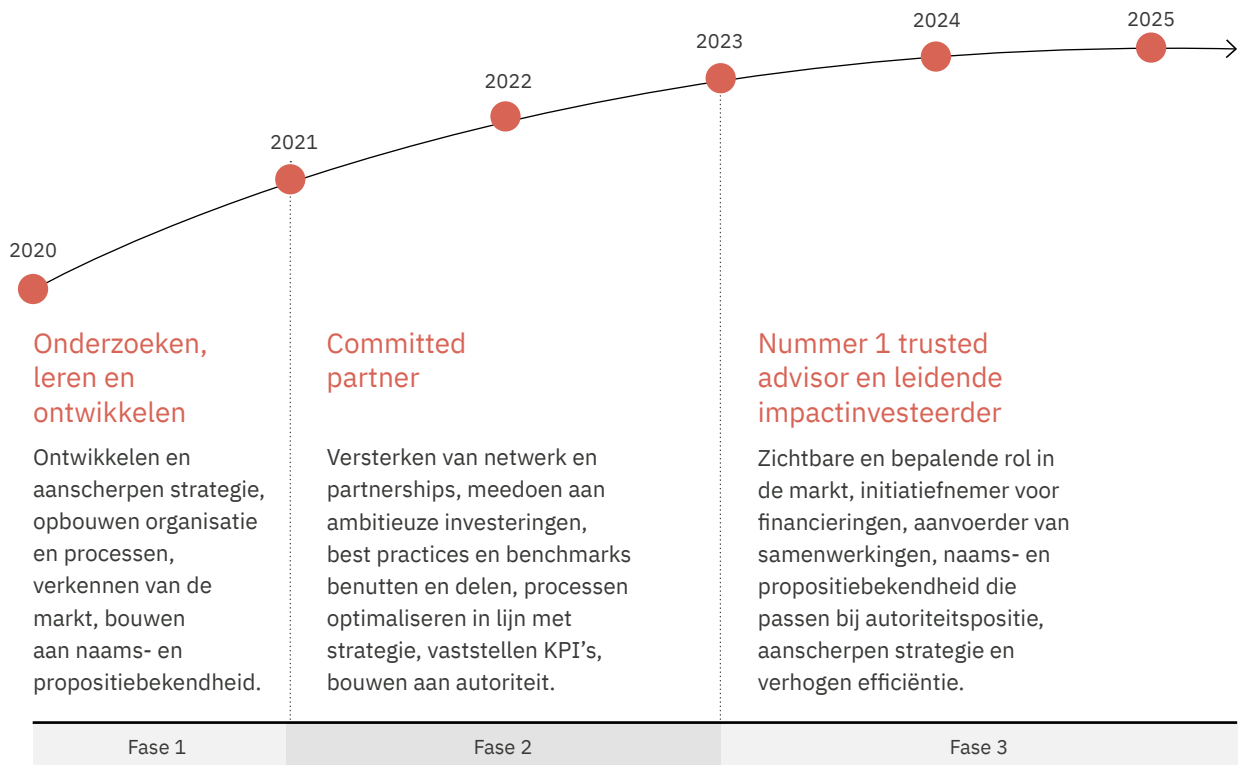 2020
2021
2022
2023
2024
2025
Onderzoeken,
leren en
ontwikkelen
Ontwikkelen en
aanscherpen strategie,
opbouwen organisatie
en processen,
verkennen van de
markt, bouwen
aan naams- en
propositiebekendheid.
Committed
partner
Versterken van netwerk en
partnerships, meedoen aan
ambitieuze investeringen,
best practices en benchmarks
benutten en delen, processen
optimaliseren in lijn met
strategie, vaststellen KPI’s,
bouwen aan autoriteit.
Nummer 1 trusted
advisor en leidende
impactinvesteerder
Zichtbare en bepalende rol in
de markt, initiatiefnemer voor
financieringen, aanvoerder van
samenwerkingen, naams- en
propositiebekendheid die
passen bij autoriteitspositie,
aanscherpen strategie en
verhogen efficiëntie.
Fase 1
Fase 2
Fase 3